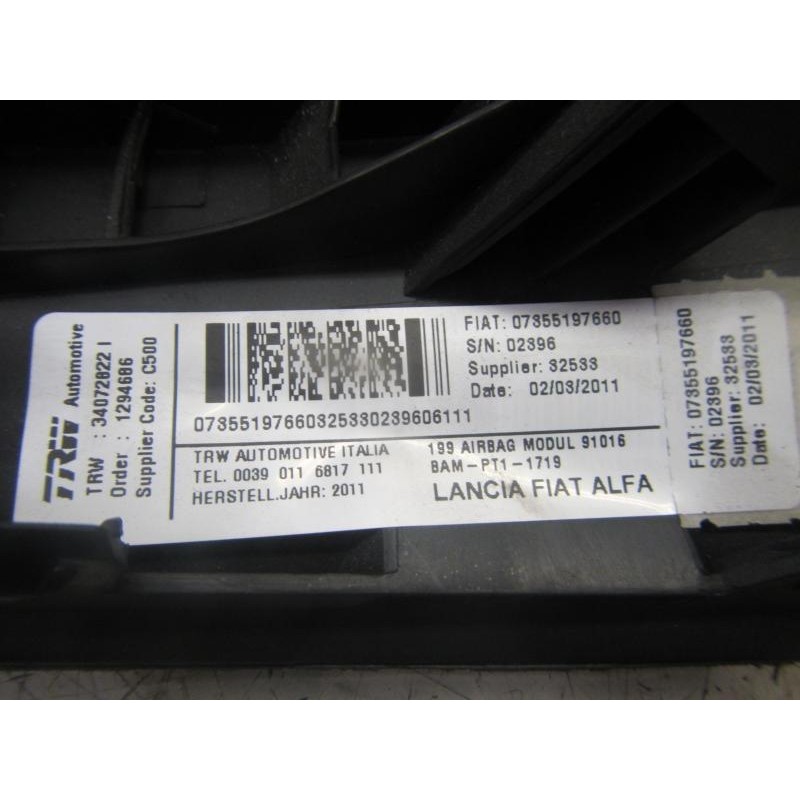 TRW Automotive
TRW : 34072822 I
Order : 1294686
Supplier Code: C500
FIAT: 07355197660
S/N: 02396
Supplier: 32533
Date: 02/03/2011
07355197660325330239606111
TRW AUTOMOTIVE ITALIA
TEL. 0039 011 6817 111
HERSTELL.JAHR: 2011
199 AIRBAG MODUL 91016
BAM-PT1-1719
LANCIA FIAT ALFA
FIAT: 07355197660
S/N: 02396
Supplier: 32533
Date: 02/03/2011